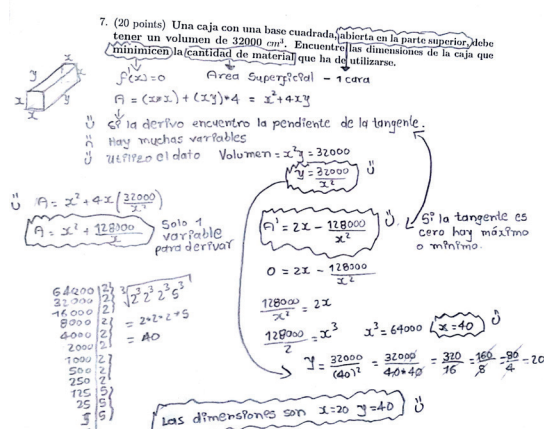 7. (20 points) Una caja con una base cuadrada, abierta en la parte superior, debe
tener un volumen de 32000 cm³. Encuentre las dimensiones de la caja que
minimicen la cantidad de material que ha de utilizarse.
f'(x)=0 Area Superficial - 1 cara
A = (x*x) + (xy)*4 = x²+4xy
Si la derivo encuentro la pendiente de la tangente.
Hay muchas variables
Utilizo el dato Volumen = x²y = 32000
y = 32000/x²
x
y
y
x
x
A = x² + 4x(32000/x²)
A = x² + 128000/x
Solo 1
variable
para derivar
A' = 2x - 128000/x²
Si la tangente es
cero hay máximo
o mínimo.
0 = 2x - 128000/x²
128000/x² = 2x
128000/2 = x³ x³ = 64000 x = 40
y = 32000/(40)² = 32000/40*40 = 320/16 = 160/8 = 80/4 = 20
64000 | 2
32000 | 2
16000 | 2
8000 | 2
4000 | 2
2000 | 2
1000 | 2
500 | 2
250 | 2
125 | 5
25 | 5
5 | 5
∛2³2³2³5³
= 2*2*2*5
= 40
Las dimensiones son x=20 y=40